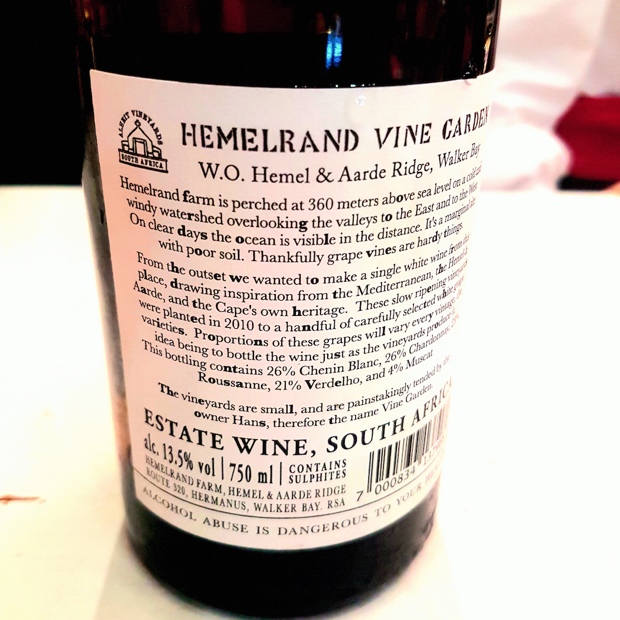 ALHEIT VINEYARDS
SOUTH AFRICA
HEMELRAND VINE GARDEN
W.O. Hemel & Aarde Ridge, Walker Bay
Hemelrand farm is perched at 360 meters above sea level on a cold and
windy watershed overlooking the valleys to the East and to the West.
On clear days the ocean is visible in the distance. It's a marginal site
with poor soil. Thankfully grape vines are hardy things.
From the outset we wanted to make a single white wine from this
place, drawing inspiration from the Mediterranean, the Hemel &
Aarde, and the Cape's own heritage. These slow ripening vineyards
were planted in 2010 to a handful of carefully selected white grape
varieties. Proportions of these grapes will vary every vintage,
idea being to bottle the wine just as the vineyards produce
This bottling contains 26% Chenin Blanc, 26% Chardonnay,
Roussanne, 21% Verdelho, and 4% Muscat
The vineyards are small, and are painstakingly tended by the
owner Hans, therefore the name Vine Garden.
ESTATE WINE, SOUTH AFRICA
alc. 13.5% vol | 750 ml | CONTAINS SULPHITES
HEMELRAND FARM, HEMEL & AARDE RIDGE
ROUTE 320, HERMANUS, WALKER BAY. RSA
7 000834
ALCOHOL ABUSE IS DANGEROUS TO YOUR